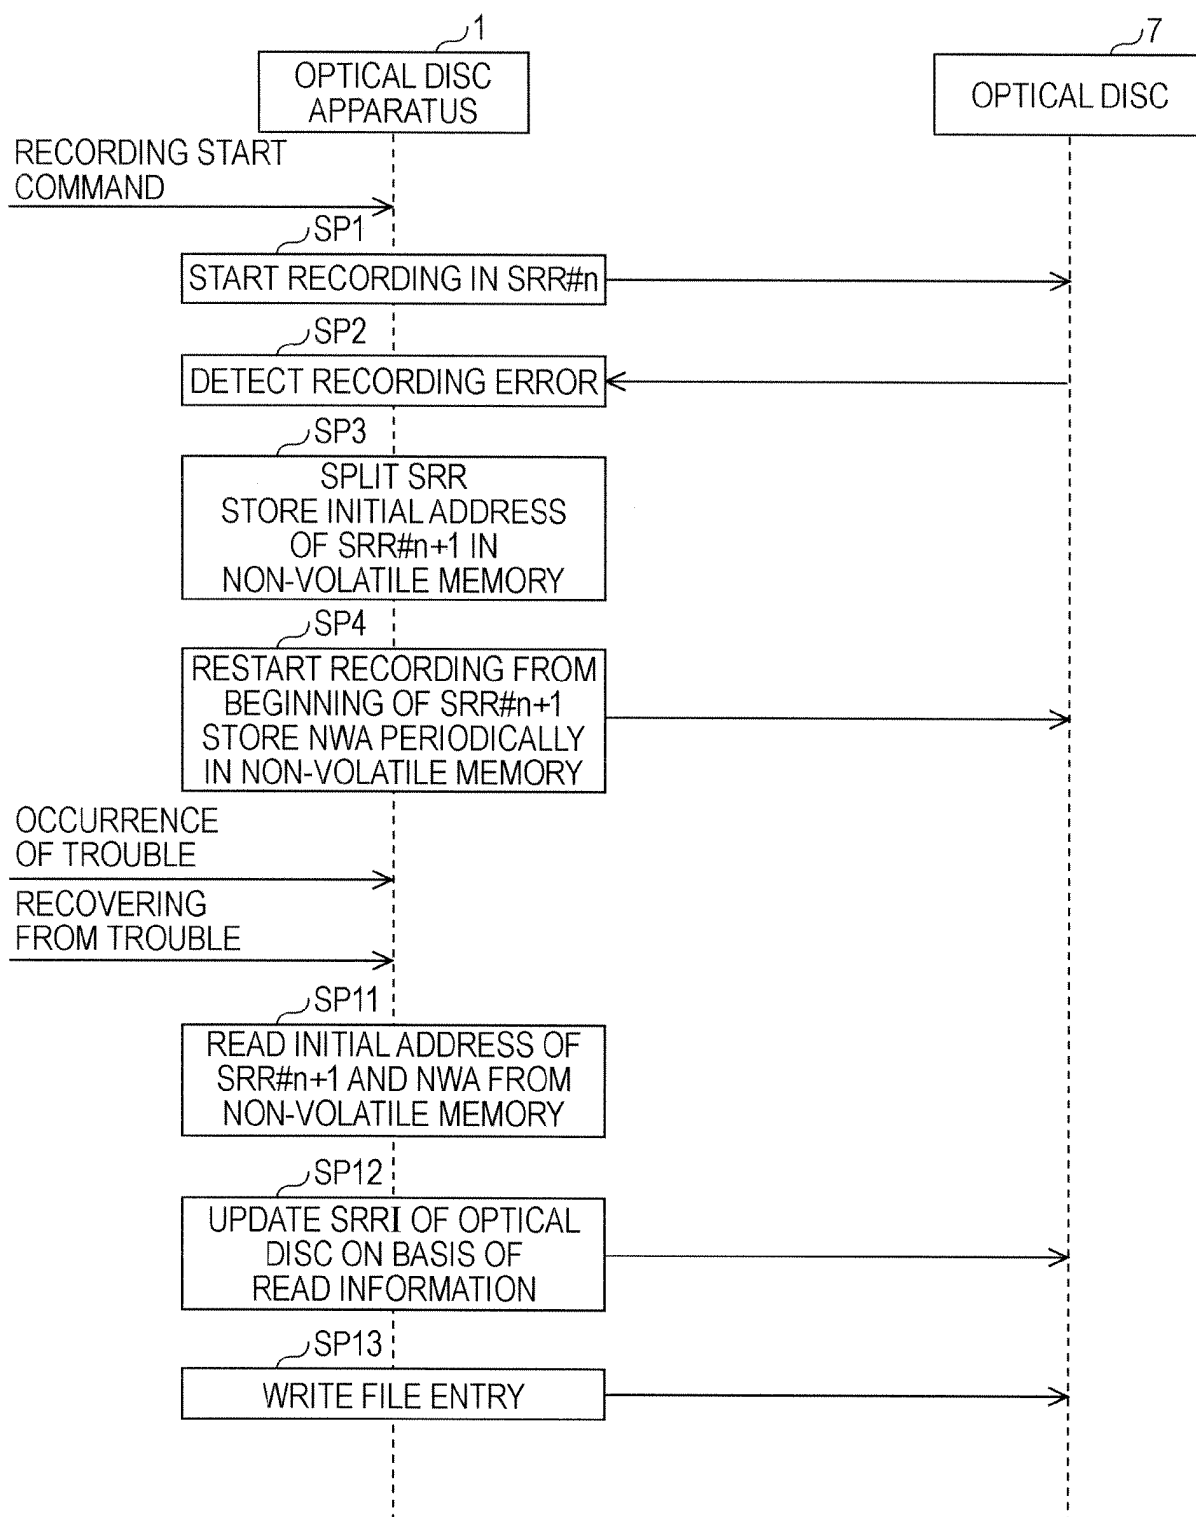 1
OPTICAL DISC
APPARATUS
7
OPTICAL DISC
RECORDING START
COMMAND
SP1
START RECORDING IN SRR#n
SP2
DETECT RECORDING ERROR
SP3
SPLIT SRR
STORE INITIAL ADDRESS
OF SRR#n+1 IN
NON-VOLATILE MEMORY
SP4
RESTART RECORDING FROM
BEGINNING OF SRR#n+1
STORE NWA PERIODICALLY
IN NON-VOLATILE MEMORY
OCCURRENCE
OF TROUBLE
RECOVERING
FROM TROUBLE
SP11
READ INITIAL ADDRESS OF
SRR#n+1 AND NWA FROM
NON-VOLATILE MEMORY
SP12
UPDATE SRRI OF OPTICAL
DISC ON BASIS OF
READ INFORMATION
SP13
WRITE FILE ENTRY